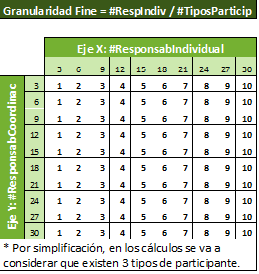 Granularidad Fine = #RespIndiv / #TiposParticip
Eje X: #ResponsabIndividual
3 6 9 12 15 18 21 24 27 30
Eje Y: #ResponsabCoordinac
3 1 2 3 4 5 6 7 8 9 10
6 1 2 3 4 5 6 7 8 9 10
9 1 2 3 4 5 6 7 8 9 10
12 1 2 3 4 5 6 7 8 9 10
15 1 2 3 4 5 6 7 8 9 10
18 1 2 3 4 5 6 7 8 9 10
21 1 2 3 4 5 6 7 8 9 10
24 1 2 3 4 5 6 7 8 9 10
27 1 2 3 4 5 6 7 8 9 10
30 1 2 3 4 5 6 7 8 9 10
* Por simplificación, en los cálculos se va a
considerar que existen 3 tipos de participante.